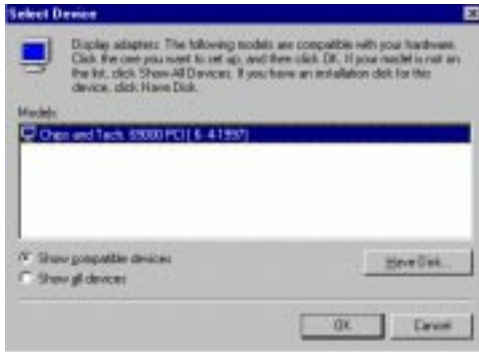 Select Device
Display adapters: The following models are compatible with your hardware.
Click the one you want to set up, and then click OK. If your model is not on
the list, click Show All Devices. If you have an installation disk for this
device, click Have Disk.
Models:
Chips and Tech. 69000 PCI [ 6- 4-1997]
Show compatible devices
Show all devices
Have Disk...
OK
Cancel